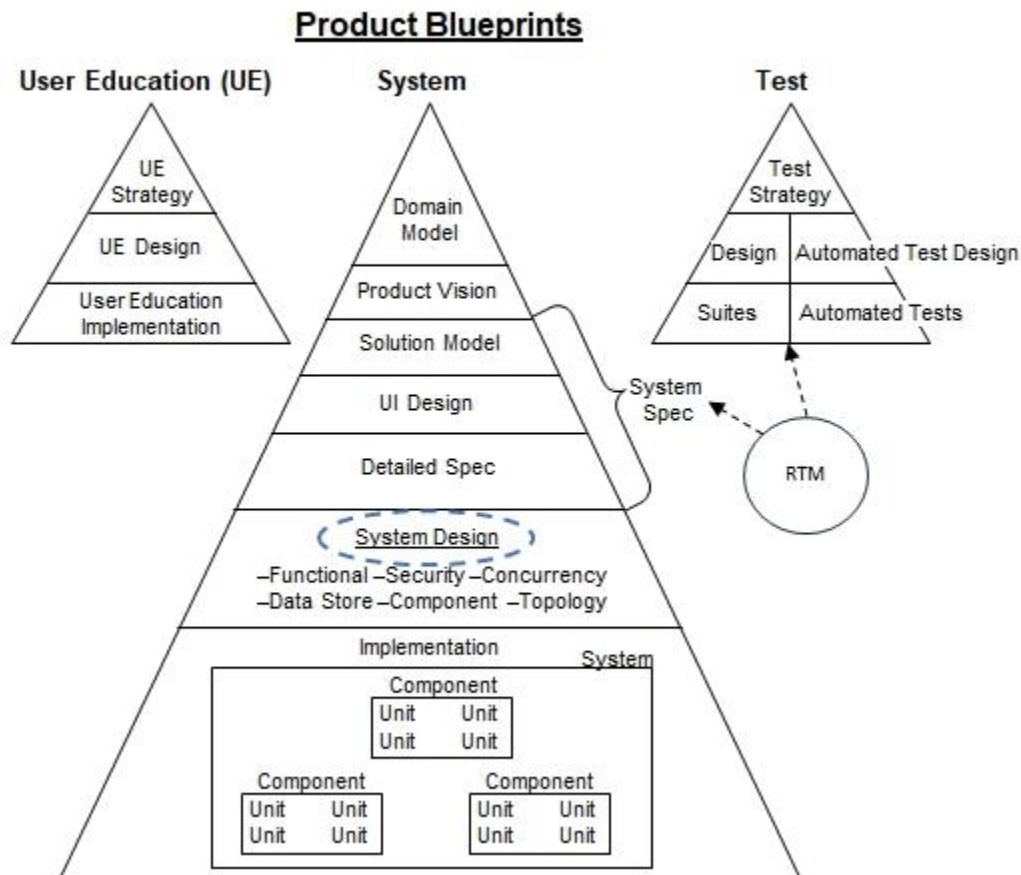 Product Blueprints
User Education (UE)
System
Test
UE
Strategy
UE Design
User Education
Implementation
Domain
Model
Product Vision
Solution Model
UI Design
Detailed Spec
System
Spec
System Design
–Functional –Security –Concurrency
–Data Store –Component –Topology
Implementation
System
Component
Unit Unit
Unit Unit
Component
Unit Unit
Unit Unit
Component
Unit Unit
Unit Unit
Test
Strategy
Design
Automated Test Design
Suites
Automated Tests
RTM